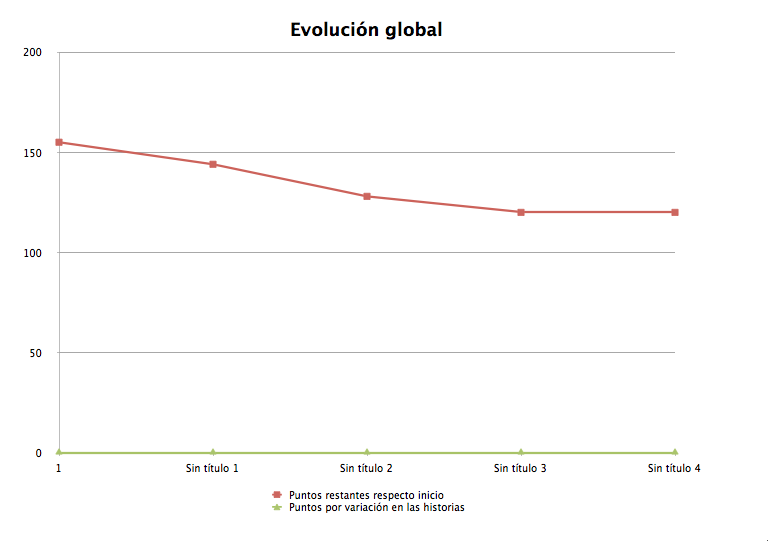 Evolución global
200
150
100
50
0
1 Sin título 1 Sin título 2 Sin título 3 Sin título 4
Puntos restantes respecto inicio
Puntos por variación en las historias